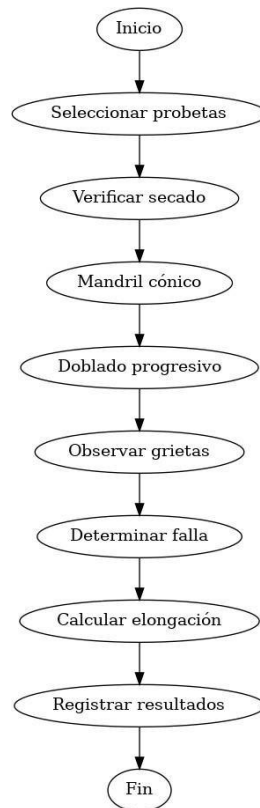 Inicio
Seleccionar probetas
Verificar secado
Mandril cónico
Doblado progresivo
Observar grietas
Determinar falla
Calcular elongación
Registrar resultados
Fin